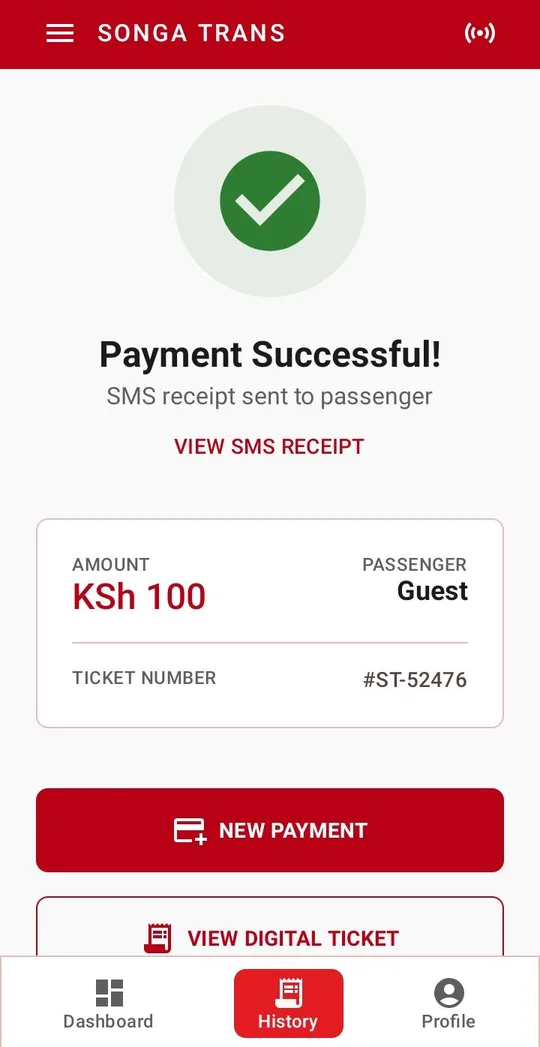 SONGA TRANS
Payment Successful!
SMS receipt sent to passenger
VIEW SMS RECEIPT
AMOUNT
PASSENGER
KSh 100
Guest
TICKET NUMBER
#ST-52476
NEW PAYMENT
VIEW DIGITAL TICKET
Dashboard
History
Profile